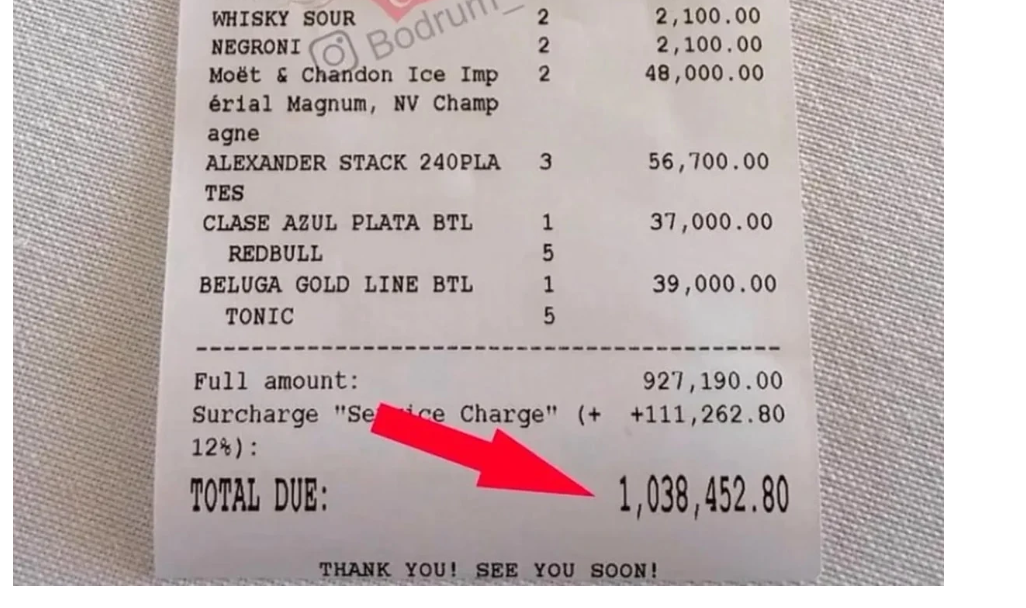 WHISKY SOUR 2 2,100.00
NEGRONI 2 2,100.00
Bodrum_
Moët & Chandon Ice Imp 2 48,000.00
érial Magnum, NV Champ
agne
ALEXANDER STACK 240PLA 3 56,700.00
TES
CLASE AZUL PLATA BTL 1 37,000.00
REDBULL 5
BELUGA GOLD LINE BTL 1 39,000.00
TONIC 5
Full amount: 927,190.00
Surcharge "Service Charge" (+ +111,262.80
12%):
TOTAL DUE: 1,038,452.80
THANK YOU! SEE YOU SOON!